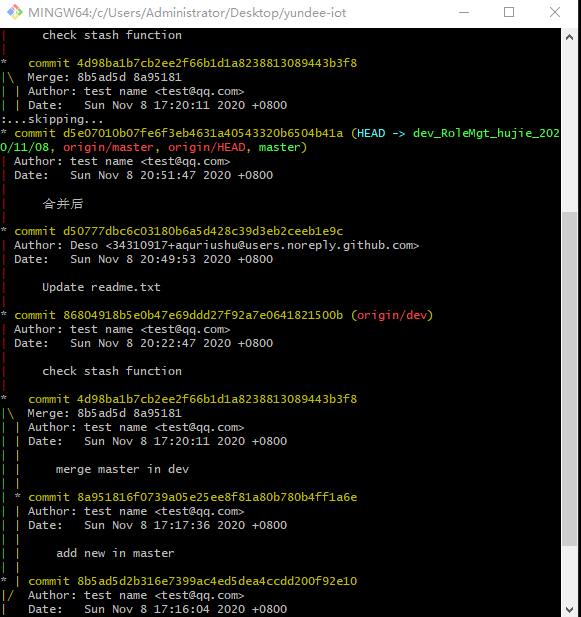 MINGW64:/c/Users/Administrator/Desktop/yundee-iot
|     check stash function
|
*   commit 4d98ba1b7cb2ee2f66b1d1a8238813089443b3f8
|\  Merge: 8b5ad5d 8a95181
| | Author: test name <test@qq.com>
| | Date:   Sun Nov 8 17:20:11 2020 +0800
:...skipping...
* commit d5e07010b07fe6f3eb4631a40543320b6504b41a (HEAD -> dev_RoleMgt_hujie_202
0/11/08, origin/master, origin/HEAD, master)
| Author: test name <test@qq.com>
| Date:   Sun Nov 8 20:51:47 2020 +0800
|
|     合并后
|
* commit d50777dbc6c03180b6a5d428c39d3eb2ceeb1e9c
| Author: Deso <34310917+aquriushu@users.noreply.github.com>
| Date:   Sun Nov 8 20:49:53 2020 +0800
|
|     Update readme.txt
|
* commit 86804918b5e0b47e69ddd27f92a7e0641821500b (origin/dev)
| Author: test name <test@qq.com>
| Date:   Sun Nov 8 20:22:47 2020 +0800
|
|     check stash function
|
*   commit 4d98ba1b7cb2ee2f66b1d1a8238813089443b3f8
|\  Merge: 8b5ad5d 8a95181
| | Author: test name <test@qq.com>
| | Date:   Sun Nov 8 17:20:11 2020 +0800
| |
| |     merge master in dev
| |
| * commit 8a951816f0739a05e25ee8f81a80b780b4ff1a6e
| | Author: test name <test@qq.com>
| | Date:   Sun Nov 8 17:17:36 2020 +0800
| |
| |     add new in master
| |
* | commit 8b5ad5d2b316e7399ac4ed5dea4ccdd200f92e10
|/  Author: test name <test@qq.com>
|   Date:   Sun Nov 8 17:16:04 2020 +0800